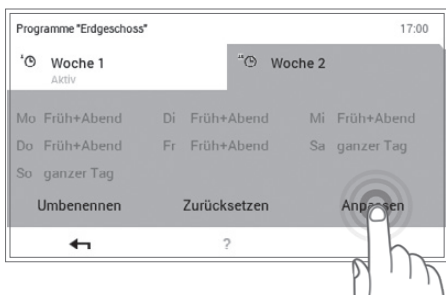 Programme "Erdgeschoss" 17:00
Woche 1 Woche 2
Aktiv
Mo Früh+Abend Di Früh+Abend Mi Früh+Abend
Do Früh+Abend Fr Früh+Abend Sa ganzer Tag
So ganzer Tag
Umbenennen Zurücksetzen Anpassen
?